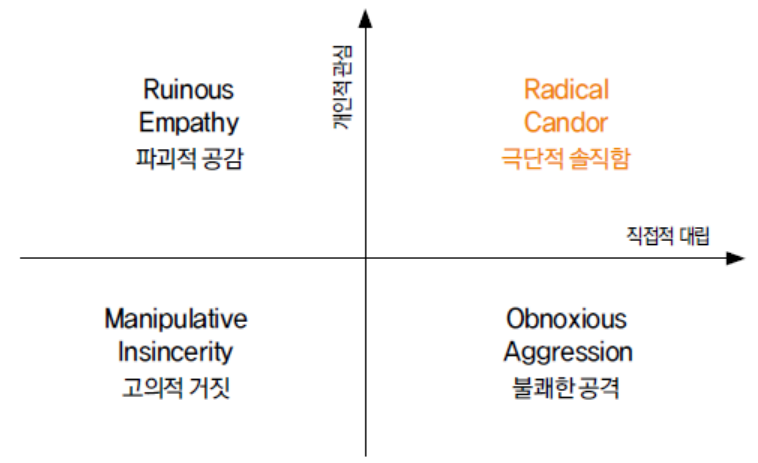 개인적 관심
Ruinous
Empathy
파괴적 공감
Radical
Candor
극단적 솔직함
직접적 대립
Manipulative
Insincerity
고의적 거짓
Obnoxious
Aggression
불쾌한 공격